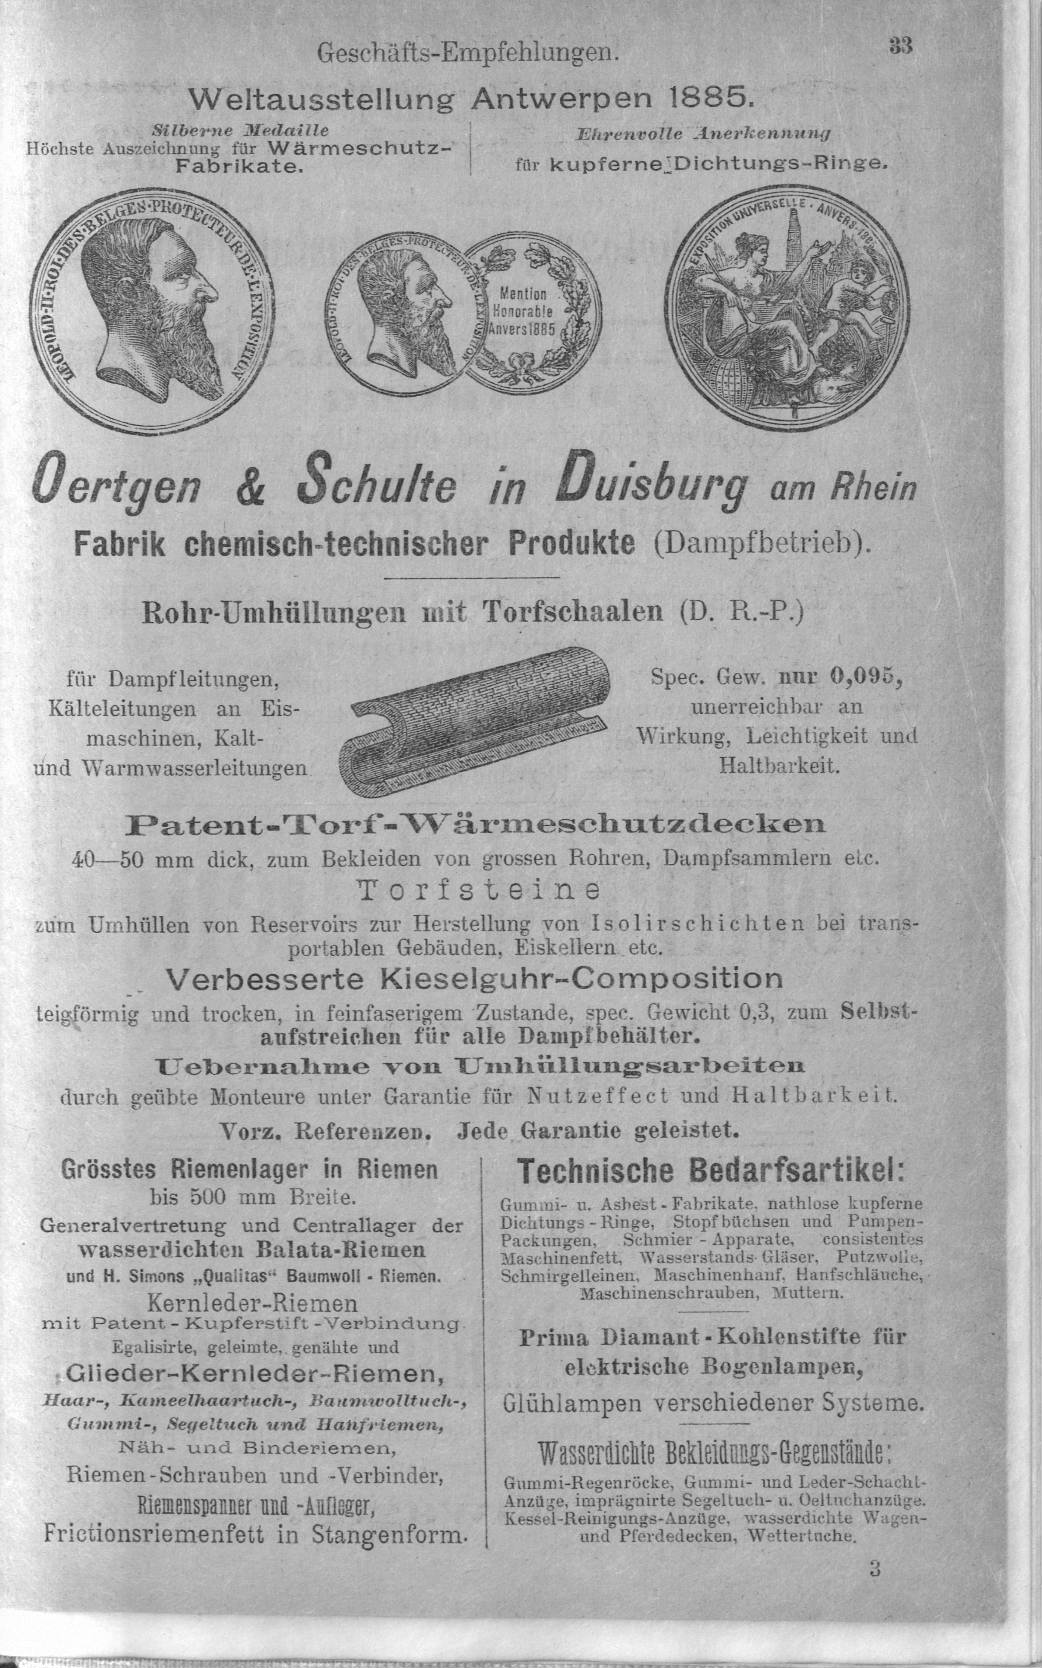 Geschäfts-Empfehlungen.
33
Weltausstellung Antwerpen 1885.
Silberne Medaille
Höchste Auszeichnung für Wärmeschutz-
Fabrikate.
Ehrenvolle Anerkennung
für kupferne Dichtungs-Ringe.
LEOPOLD·II·ROI·DES·BELGES·PROTECTEUR·DE·L'EXPOSITION
LEOPOLD·II·ROI·DES·BELGES·PROTECTEUR·DE·L'EXPOSITION
Mention
Honorable
Anvers 1885
EXPOSITION UNIVERSELLE · ANVERS
Oertgen & Schulte in Duisburg am Rhein
Fabrik chemisch-technischer Produkte (Dampfbetrieb).
Rohr-Umhüllungen mit Torfschaalen (D. R.-P.)
für Dampfleitungen,
Kälteleitungen an Eis-
maschinen, Kalt-
und Warmwasserleitungen
Spec. Gew. nur 0,095,
unerreichbar an
Wirkung, Leichtigkeit und
Haltbarkeit.
Patent-Torf-Wärmeschutzdecken
40—50 mm dick, zum Bekleiden von grossen Rohren, Dampfsammlern etc.
Torfsteine
zum Umhüllen von Reservoirs zur Herstellung von Isolirschichten bei trans-
portablen Gebäuden, Eiskellern etc.
Verbesserte Kieselguhr-Composition
teigförmig und trocken, in feinfaserigem Zustande, spec. Gewicht 0,3, zum Selbst-
aufstreichen für alle Dampfbehälter.
Uebernahme von Umhüllungsarbeiten
durch geübte Monteure unter Garantie für Nutzeffect und Haltbarkeit.
Vorz. Referenzen. Jede Garantie geleistet.
Grösstes Riemenlager in Riemen
bis 500 mm Breite.
Generalvertretung und Centrallager der
wasserdichten Balata-Riemen
und H. Simons „Qualitas“ Baumwoll-Riemen.
Kernleder-Riemen
mit Patent-Kupferstift-Verbindung
Egalisirte, geleimte, genähte und
Glieder-Kernleder-Riemen,
Haar-, Kameelhaartuch-, Baumwolltuch-,
Gummi-, Segeltuch und Hanfriemen,
Näh- und Binderiemen,
Riemen-Schrauben und -Verbinder,
Riemenspanner und -Aufleger,
Frictionsriemenfett in Stangenform.
Technische Bedarfsartikel:
Gummi- u. Asbest-Fabrikate, nathlose kupferne
Dichtungs-Ringe, Stopfbüchsen und Pumpen-
Packungen, Schmier-Apparate, consistentes
Maschinenfett, Wasserstands-Gläser, Putzwolle,
Schmirgelleinen, Maschinenhanf, Hanfschläuche,
Maschinenschrauben, Muttern.
Prima Diamant-Kohlenstifte für
elektrische Bogenlampen,
Glühlampen verschiedener Systeme.
Wasserdichte Bekleidungs-Gegenstände:
Gummi-Regenröcke, Gummi- und Leder-Schacht-
Anzüge, imprägnirte Segeltuch- u. Oeltuchanzüge.
Kessel-Reinigungs-Anzüge, wasserdichte Wagen-
und Pferdedecken, Wettertuche.
3